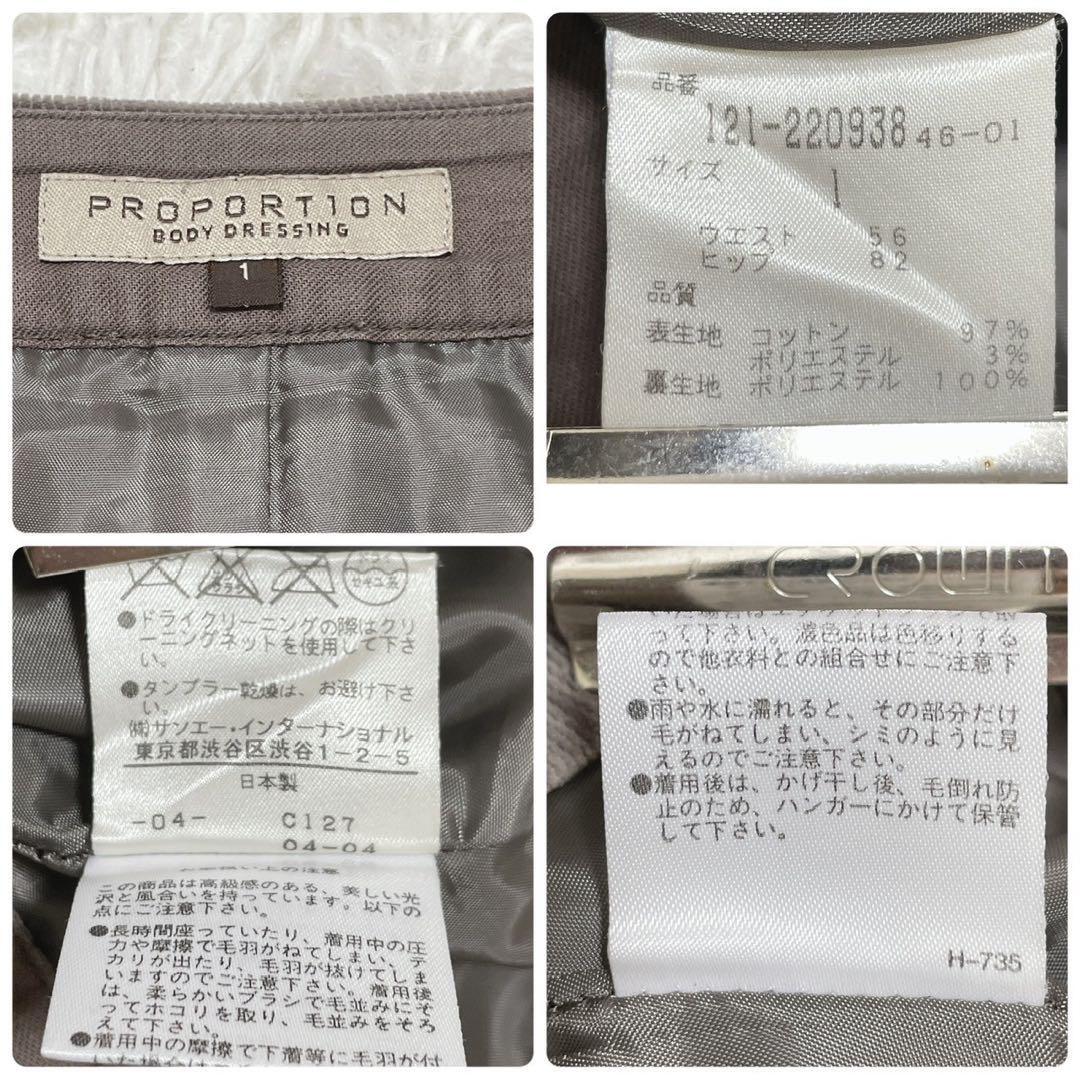 PROPORTION
BODY DRESSING
1
品番
121-220938 46-01
サイズ 1
ウエスト 56
ヒップ 82
品質
表生地 コットン 97%
ポリエステル 3%
裏生地 ポリエステル 100%
セキユ系
●ドライクリーニングの際はクリ
ーニングネットを使用して下さ
い。
●タンブラー乾燥は、お避け下さ
い。
㈱サンエー・インターナショナル
東京都渋谷区渋谷1-2-5
日本製
-04- C127
04-04
お取扱い上の注意
この商品は高級感のある、美しい光
沢と風合いを持っています。以下の
点にご注意下さい。
●長時間座っていたり、着用中の圧
力や摩擦で毛羽がねてしまい、テ
カリが出たり、毛羽が抜けてしま
いますのでご注意下さい。着用後
は、柔らかいブラシで毛並みにそ
ってホコリを取り、毛並みをそろ
えて下さい。
●着用中の摩擦で下着等に毛羽が付
いた場合は
CROWN
って下さい。濃色品は色移りする
ので他衣料との組合せにご注意下
さい。
●雨や水に濡れると、その部分だけ
毛がねてしまい、シミのように見
えるのでご注意下さい。
●着用後は、かげ干し後、毛倒れ防
止のため、ハンガーにかけて保管
して下さい。
H-735